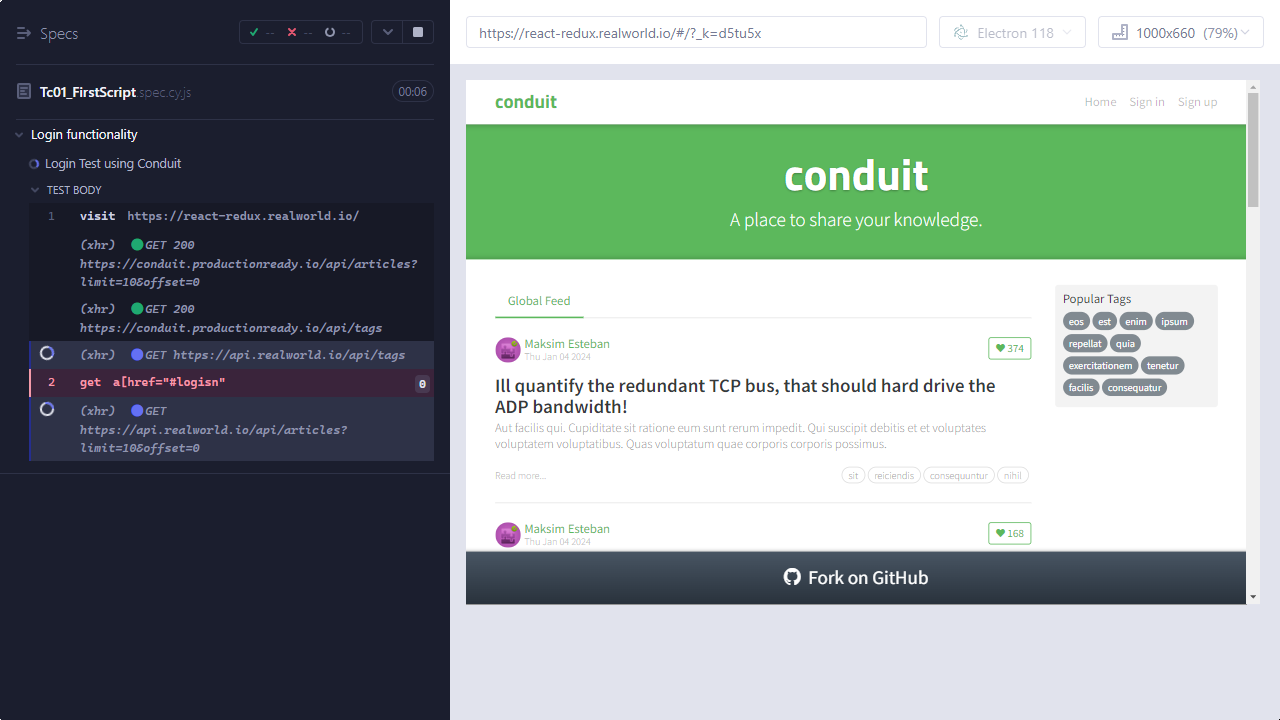 Specs
--
--
--
Tc01_FirstScript spec.cy.js
00:06
Login functionality
Login Test using Conduit
TEST BODY
1 visit https://react-redux.realworld.io/
(xhr) GET 200
https://conduit.productionready.io/api/articles?
limit=10&offset=0
(xhr) GET 200
https://conduit.productionready.io/api/tags
(xhr) GET https://api.realworld.io/api/tags
2 get a[href="#logisn" 0
(xhr) GET
https://api.realworld.io/api/articles?
limit=10&offset=0
https://react-redux.realworld.io/#/?_k=d5tu5x
Electron 118
1000x660 (79%)
conduit
Home Sign in Sign up
conduit
A place to share your knowledge.
Global Feed
Maksim Esteban
Thu Jan 04 2024
374
Ill quantify the redundant TCP bus, that should hard drive the
ADP bandwidth!
Aut facilis qui. Cupiditate sit ratione eum sunt rerum impedit. Qui suscipit debitis et et voluptates
voluptatem voluptatibus. Quas voluptatum quae corporis corporis possimus.
Read more...
sit reiciendis consequuntur nihil
Maksim Esteban
Thu Jan 04 2024
168
Popular Tags
eos est enim ipsum
repellat quia
exercitationem tenetur
facilis consequatur
Fork on GitHub